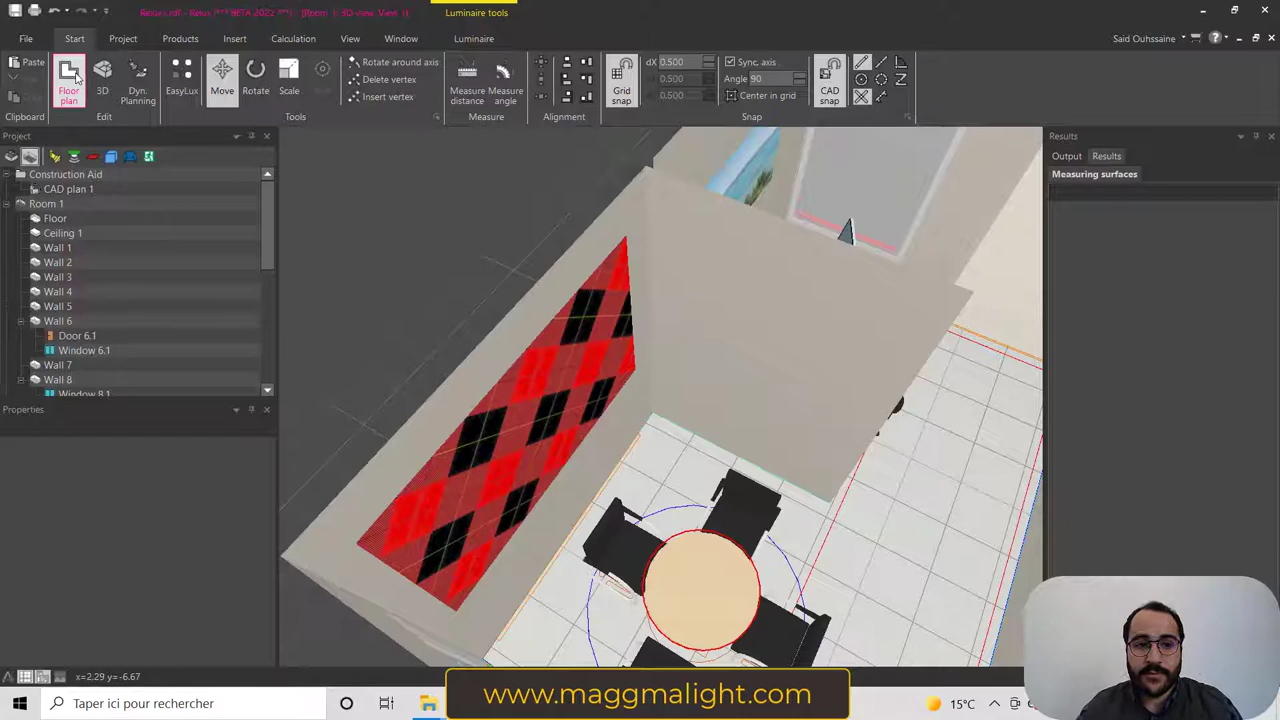 Relux.rdf - Relux (*** BETA 2022 ***) - [Room 1: 3D view: View 1]
Luminaire tools
File
Start
Project
Products
Insert
Calculation
View
Window
Luminaire
Said Ouhssaine
Paste
Floor plan
3D
Dyn. Planning
EasyLux
Move
Rotate
Scale
Rotate around axis
Delete vertex
Insert vertex
Measure distance
Measure angle
Grid snap
dX 0.500
0.500
0.500
Sync. axis
Angle 90
Center in grid
CAD snap
Clipboard
Edit
Tools
Measure
Alignment
Snap
Project
Construction Aid
CAD plan 1
Room 1
Floor
Ceiling 1
Wall 1
Wall 2
Wall 3
Wall 4
Wall 5
Wall 6
Door 6.1
Window 6.1
Wall 7
Wall 8
Window 8.1
Properties
Results
Output
Results
Measuring surfaces
x=2.29 y=-6.67
Taper ici pour rechercher
www.maggmalight.com
15°C